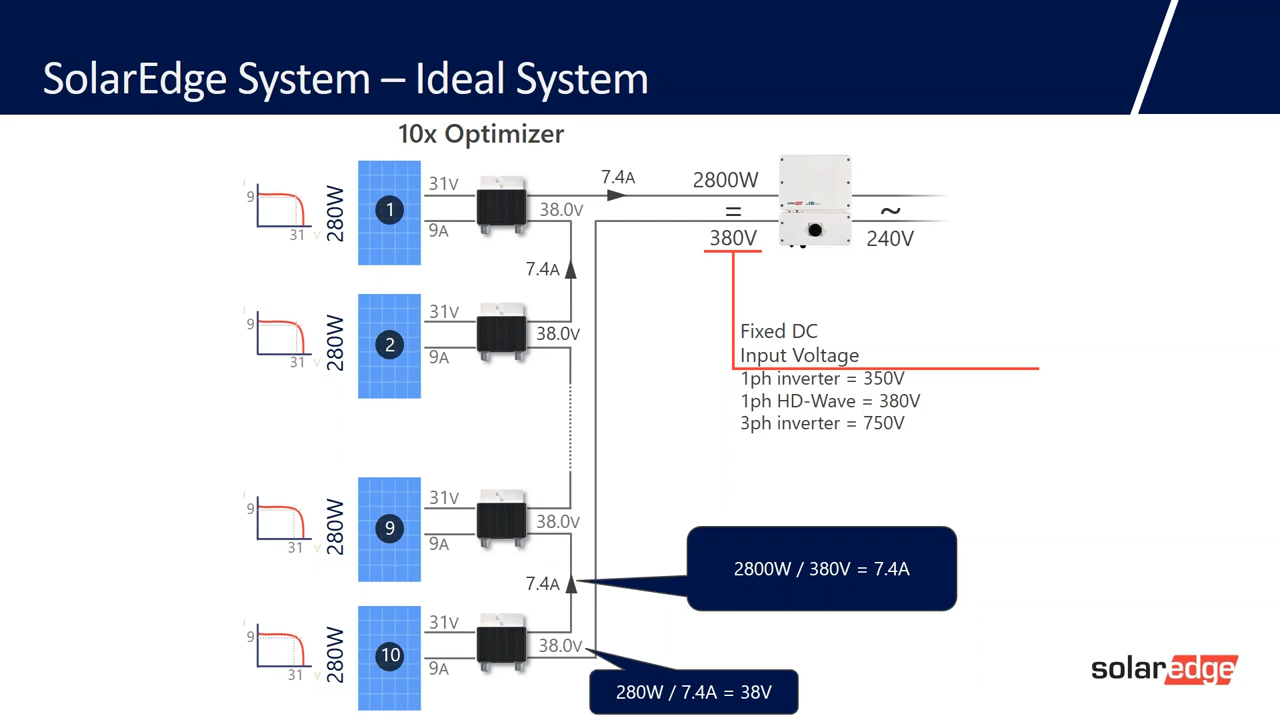 SolarEdge System – Ideal System
10x Optimizer
I
9
31
V
280W
1
31V
9A
38.0V
7.4A
2800W
=
380V
~
240V
7.4A
9
31
V
280W
2
31V
9A
38.0V
Fixed DC
Input Voltage
1ph inverter = 350V
1ph HD-Wave = 380V
3ph inverter = 750V
9
31
V
280W
9
31V
9A
38.0V
7.4A
2800W / 380V = 7.4A
9
31
V
280W
10
31V
9A
38.0V
280W / 7.4A = 38V
solaredge